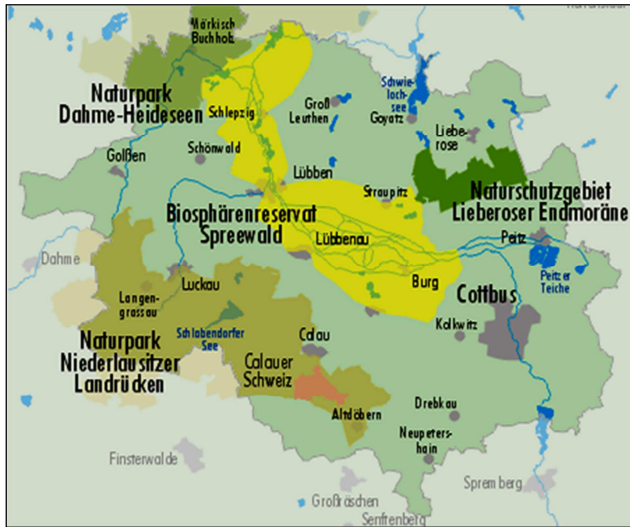 Märkisch
Buchholz
Naturpark
Dahme-Heideseen
Schlepzig
Groß
Leuthen
Schwie-
loch-
see
Goyatz
Liebe-
rose
Golßen
Schönwald
Lübben
Straupitz
Naturschutzgebiet
Lieberoser Endmoräne
Biosphärenreservat
Spreewald
Lübbenau
Peitz
Peitzer
Teiche
Dahme
Luckau
Burg
Cottbus
Langen-
grassau
Schlabendorfer
See
Kolkwitz
Naturpark
Niederlausitzer
Landrücken
Calau
Calauer
Schweiz
Altdöbern
Drebkau
Neupeters-
hain
Finsterwalde
Großräschen
Senftenberg
Spremberg